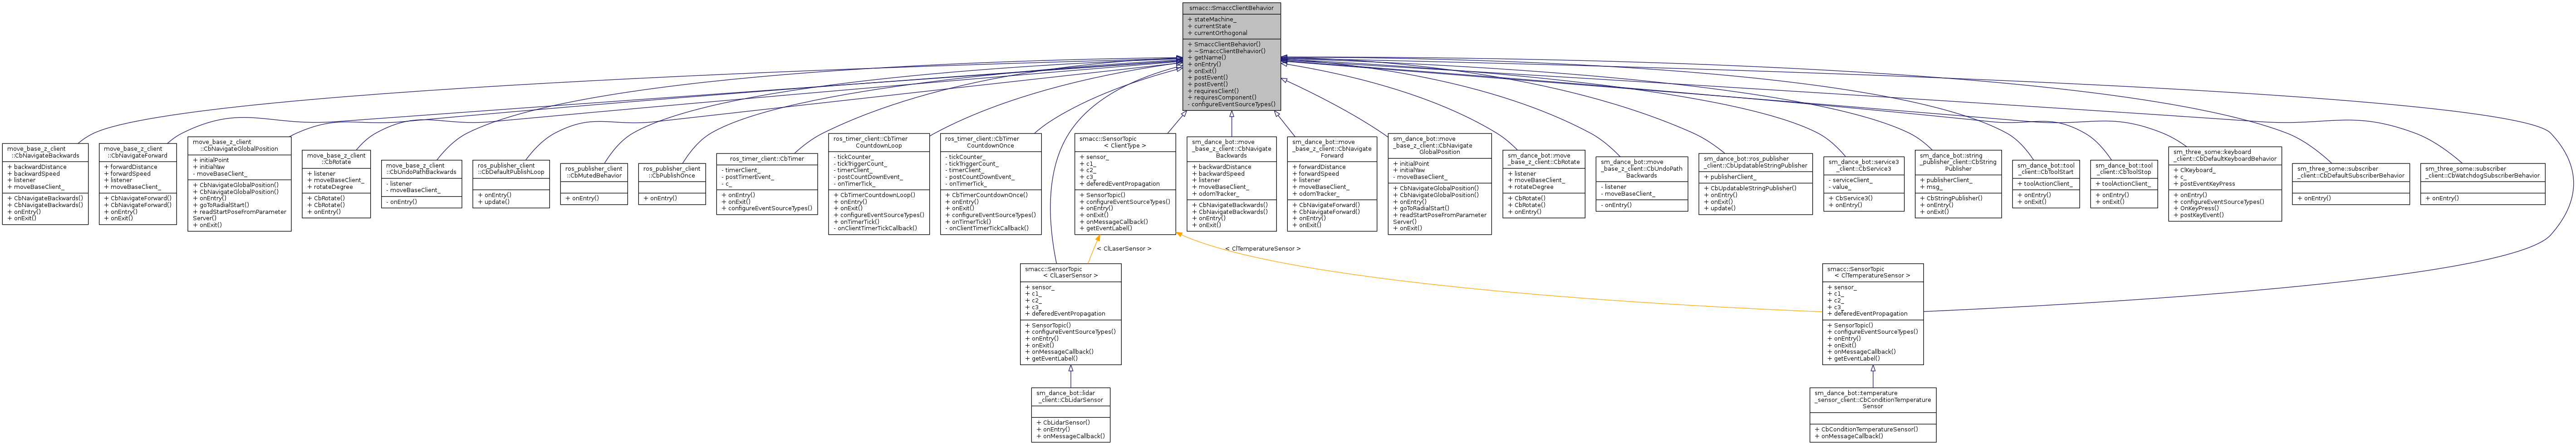 smacc::SmaccClientBehavior
+ stateMachine_
+ currentState
+ currentOrthogonal
+ SmaccClientBehavior()
+ ~SmaccClientBehavior()
+ getName()
+ onEntry()
+ onExit()
+ postEvent()
+ postEvent()
+ requiresClient()
+ requiresComponent()
- configureEventSourceTypes()
move_base_z_client
::CbNavigateBackwards
+ backwardDistance
+ backwardSpeed
+ listener
+ moveBaseClient_
+ CbNavigateBackwards()
+ CbNavigateBackwards()
+ onEntry()
+ onExit()
move_base_z_client
::CbNavigateForward
+ forwardDistance
+ forwardSpeed
+ listener
+ moveBaseClient_
+ CbNavigateForward()
+ CbNavigateForward()
+ onEntry()
+ onExit()
move_base_z_client
::CbNavigateGlobalPosition
+ initialPoint
+ initialYaw
- moveBaseClient_
+ CbNavigateGlobalPosition()
+ CbNavigateGlobalPosition()
+ onEntry()
+ goToRadialStart()
+ readStartPoseFromParameter
Server()
+ onExit()
move_base_z_client
::CbRotate
+ listener
+ moveBaseClient_
+ rotateDegree
+ CbRotate()
+ CbRotate()
+ onEntry()
move_base_z_client
::CbUndoPathBackwards
- listener
- moveBaseClient_
- onEntry()
ros_publisher_client
::CbDefaultPublishLoop
+ onEntry()
+ update()
ros_publisher_client
::CbMutedBehavior
+ onEntry()
ros_publisher_client
::CbPublishOnce
+ onEntry()
ros_timer_client::CbTimer
- timerClient_
- postTimerEvent_
- c_
+ onEntry()
+ onExit()
+ configureEventSourceTypes()
ros_timer_client::CbTimer
CountdownLoop
- tickCounter_
- tickTriggerCount_
- timerClient_
- postCountDownEvent_
- onTimerTick_
+ CbTimerCountdownLoop()
+ onEntry()
+ onExit()
+ configureEventSourceTypes()
+ onTimerTick()
- onClientTimerTickCallback()
ros_timer_client::CbTimer
CountdownOnce
- tickCounter_
- tickTriggerCount_
- timerClient_
- postCountDownEvent_
- onTimerTick_
+ CbTimerCountdownOnce()
+ onEntry()
+ onExit()
+ configureEventSourceTypes()
+ onTimerTick()
- onClientTimerTickCallback()
smacc::SensorTopic
< ClientType >
+ sensor_
+ c1_
+ c2_
+ c3_
+ deferedEventPropagation
+ SensorTopic()
+ configureEventSourceTypes()
+ onEntry()
+ onExit()
+ onMessageCallback()
+ getEventLabel()
sm_dance_bot::move
_base_z_client::CbNavigate
Backwards
+ backwardDistance
+ backwardSpeed
+ listener
+ moveBaseClient_
+ odomTracker_
+ CbNavigateBackwards()
+ CbNavigateBackwards()
+ onEntry()
+ onExit()
sm_dance_bot::move
_base_z_client::CbNavigate
Forward
+ forwardDistance
+ forwardSpeed
+ listener
+ moveBaseClient_
+ odomTracker_
+ CbNavigateForward()
+ CbNavigateForward()
+ onEntry()
+ onExit()
sm_dance_bot::move
_base_z_client::CbNavigate
GlobalPosition
+ initialPoint
+ initialYaw
- moveBaseClient_
+ CbNavigateGlobalPosition()
+ CbNavigateGlobalPosition()
+ onEntry()
+ goToRadialStart()
+ readStartPoseFromParameter
Server()
+ onExit()
sm_dance_bot::move
_base_z_client::CbRotate
+ listener
+ moveBaseClient_
+ rotateDegree
+ CbRotate()
+ CbRotate()
+ onEntry()
sm_dance_bot::move
_base_z_client::CbUndoPath
Backwards
- listener
- moveBaseClient_
- onEntry()
sm_dance_bot::ros_publisher
_client::CbUpdatableStringPublisher
+ publisherClient_
+ CbUpdatableStringPublisher()
+ onEntry()
+ onExit()
+ update()
sm_dance_bot::service3
_client::CbService3
- serviceClient_
- value_
+ CbService3()
+ onEntry()
sm_dance_bot::string
_publisher_client::CbString
Publisher
+ publisherClient_
+ msg_
+ CbStringPublisher()
+ onEntry()
+ onExit()
sm_dance_bot::tool
_client::CbToolStart
+ toolActionClient_
+ onEntry()
+ onExit()
sm_dance_bot::tool
_client::CbToolStop
+ toolActionClient_
+ onEntry()
+ onExit()
sm_three_some::keyboard
_client::CbDefaultKeyboardBehavior
+ ClKeyboard_
+ c_
+ postEventKeyPress
+ onEntry()
+ configureEventSourceTypes()
+ OnKeyPress()
+ postKeyEvent()
sm_three_some::subscriber
_client::CbDefaultSubscriberBehavior
+ onEntry()
sm_three_some::subscriber
_client::CbWatchdogSubscriberBehavior
+ onEntry()
< ClLaserSensor >
< ClTemperatureSensor >
smacc::SensorTopic
< ClLaserSensor >
+ sensor_
+ c1_
+ c2_
+ c3_
+ deferedEventPropagation
+ SensorTopic()
+ configureEventSourceTypes()
+ onEntry()
+ onExit()
+ onMessageCallback()
+ getEventLabel()
smacc::SensorTopic
< ClTemperatureSensor >
+ sensor_
+ c1_
+ c2_
+ c3_
+ deferedEventPropagation
+ SensorTopic()
+ configureEventSourceTypes()
+ onEntry()
+ onExit()
+ onMessageCallback()
+ getEventLabel()
sm_dance_bot::lidar
_client::CbLidarSensor
+ CbLidarSensor()
+ onEntry()
+ onMessageCallback()
sm_dance_bot::temperature
_sensor_client::CbConditionTemperature
Sensor
+ CbConditionTemperatureSensor()
+ onMessageCallback()